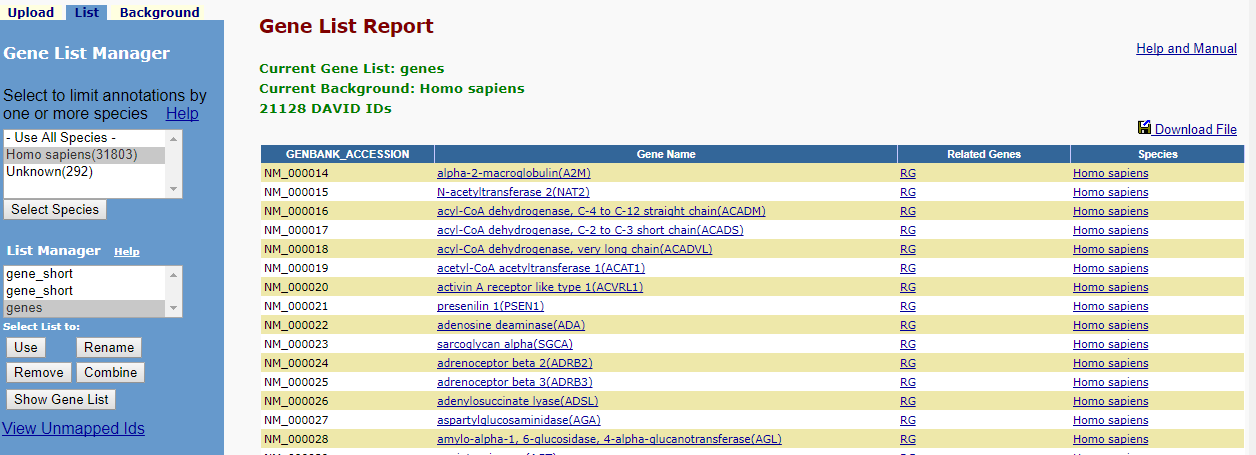 Upload List Background
Gene List Manager
Select to limit annotations by
one or more species Help
- Use All Species -
Homo sapiens(31803)
Unknown(292)
Select Species
List Manager Help
gene_short
gene_short
genes
Select List to:
Use Rename
Remove Combine
Show Gene List
View Unmapped Ids
Gene List Report
Help and Manual
Current Gene List: genes
Current Background: Homo sapiens
21128 DAVID IDs
Download File
GENBANK_ACCESSION Gene Name Related Genes Species
NM_000014 alpha-2-macroglobulin(A2M) RG Homo sapiens
NM_000015 N-acetyltransferase 2(NAT2) RG Homo sapiens
NM_000016 acyl-CoA dehydrogenase, C-4 to C-12 straight chain(ACADM) RG Homo sapiens
NM_000017 acyl-CoA dehydrogenase, C-2 to C-3 short chain(ACADS) RG Homo sapiens
NM_000018 acyl-CoA dehydrogenase, very long chain(ACADVL) RG Homo sapiens
NM_000019 acetyl-CoA acetyltransferase 1(ACAT1) RG Homo sapiens
NM_000020 activin A receptor like type 1(ACVRL1) RG Homo sapiens
NM_000021 presenilin 1(PSEN1) RG Homo sapiens
NM_000022 adenosine deaminase(ADA) RG Homo sapiens
NM_000023 sarcoglycan alpha(SGCA) RG Homo sapiens
NM_000024 adrenoceptor beta 2(ADRB2) RG Homo sapiens
NM_000025 adrenoceptor beta 3(ADRB3) RG Homo sapiens
NM_000026 adenylosuccinate lyase(ADSL) RG Homo sapiens
NM_000027 aspartylglucosaminidase(AGA) RG Homo sapiens
NM_000028 amylo-alpha-1, 6-glucosidase, 4-alpha-glucanotransferase(AGL) RG Homo sapiens